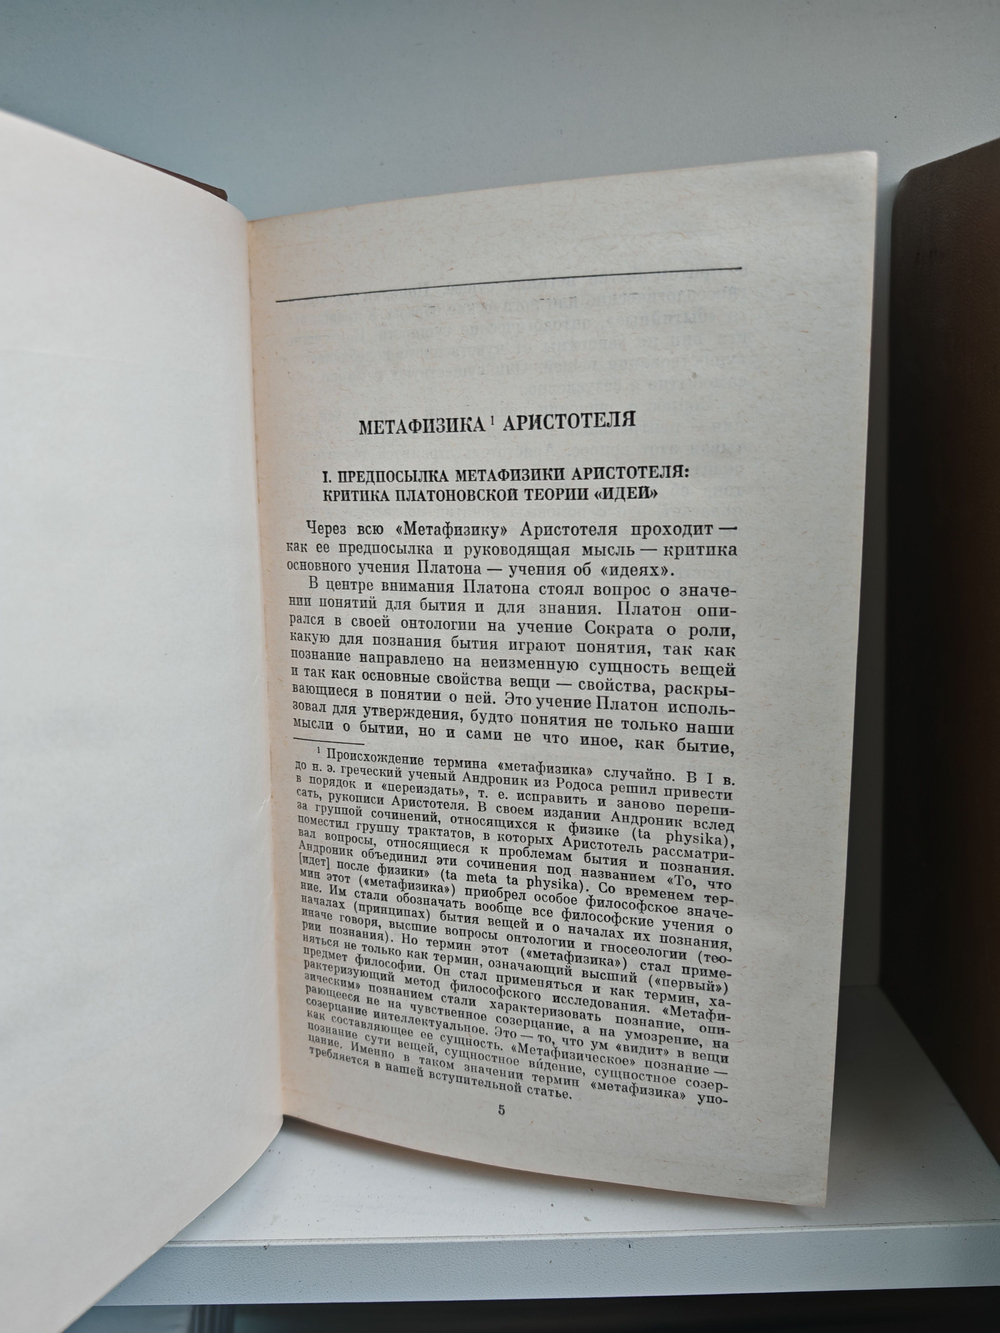 МЕТАФИЗИКА ¹ АРИСТОТЕЛЯ
I. ПРЕДПОСЫЛКА МЕТАФИЗИКИ АРИСТОТЕЛЯ:
КРИТИКА ПЛАТОНОВСКОЙ ТЕОРИИ «ИДЕЙ»
Через всю «Метафизику» Аристотеля проходит —
как ее предпосылка и руководящая мысль — критика
основного учения Платона — учения об «идеях».
В центре внимания Платона стоял вопрос о значе-
нии понятий для бытия и для знания. Платон опи-
рался в своей онтологии на учение Сократа о роли,
какую для познания бытия играют понятия, так как
познание направлено на неизменную сущность вещей
и так как основные свойства вещи — свойства, раскры-
вающиеся в понятии о ней. Это учение Платон исполь-
зовал для утверждения, будто понятия не только наши
мысли о бытии, но и сами не что иное, как бытие,
¹ Происхождение термина «метафизика» случайно. В I в.
до н. э. греческий ученый Андроник из Родоса решил привести
в порядок и «переиздать», т. е. исправить и заново перепи-
сать, рукописи Аристотеля. В своем издании Андроник вслед
за группой сочинений, относящихся к физике (ta physika),
поместил группу трактатов, в которых Аристотель рассматри-
вал вопросы, относящиеся к проблемам бытия и познания.
Андроник объединил эти сочинения под названием «То, что
[идет] после физики» (ta meta ta physika). Со временем тер-
мин этот («метафизика») приобрел особое философское значе-
ние. Им стали обозначать вообще все философские учения о
началах (принципах) бытия вещей и о началах их познания,
иначе говоря, высшие вопросы онтологии и гносеологии (тео-
рии познания). Но термин этот («метафизика») стал приме-
няться не только как термин, означающий высший («первый»)
предмет философии. Он стал применяться и как термин, ха-
рактеризующий метод философского исследования. «Метафи-
зическим» познанием стали характеризовать познание, опи-
рающееся не на чувственное созерцание, а на умозрение, на
созерцание интеллектуальное. Это — то, что ум «видит» в вещи
как составляющее ее сущность. «Метафизическое» познание —
познание сути вещей, сущностное ви́дение, сущностное созер-
цание. Именно в таком значении термин «метафизика» упо-
требляется в нашей вступительной статье.
5